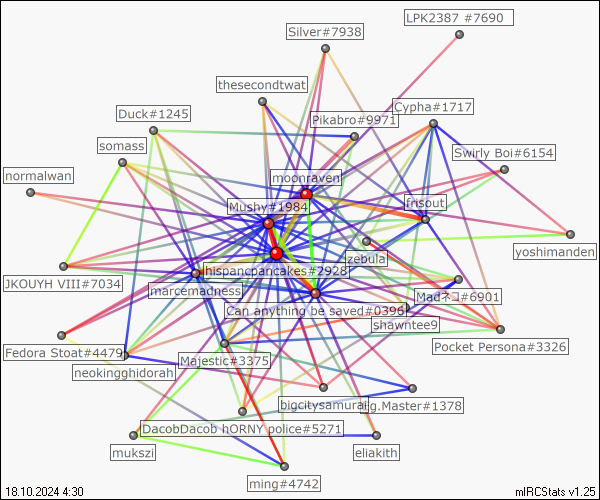 LPK2387 #7690
Silver#7938
thesecondtwat
Duck#1245
Pikabro#9971
Cypha#1717
somass
Swirly Boi#6154
normalwan
moonraven
Mushy#1984
frisout
yoshimanden
zebula
JKOUYH VIII#7034
hispancpancakes#2928
marcemadness
Madネコ#6901
Can anything be saved#0396
shawntee9
Fedora Stoat#4479
Majestic#3375
Pocket Persona#3326
neokingghidorah
bigcitysamurai
g.Master#1378
DacobDacob hORNY police#5271
mukszi
eliakith
ming#4742
18.10.2024 4:30
mIRCStats v1.25